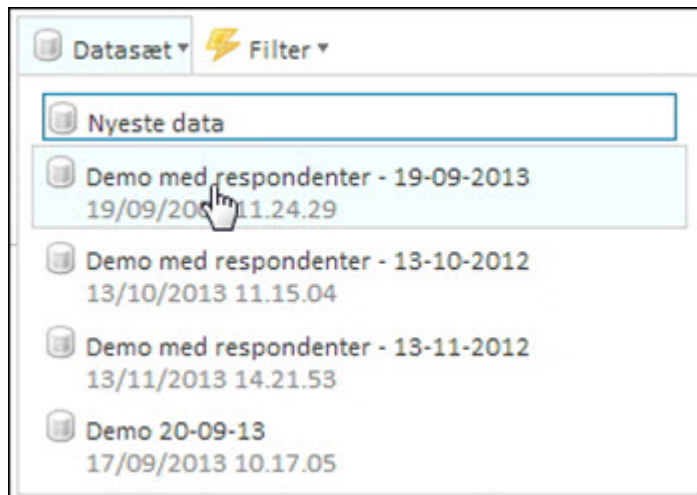 Datasæt Filter
Nyeste data
Demo med respondenter - 19-09-2013
11.24.29
Demo med respondenter - 13-10-2012
13/10/2013 11.15.04
Demo med respondenter - 13-11-2012
13/11/2013 14.21.53
Demo 20-09-13
17/09/2013 10.17.05